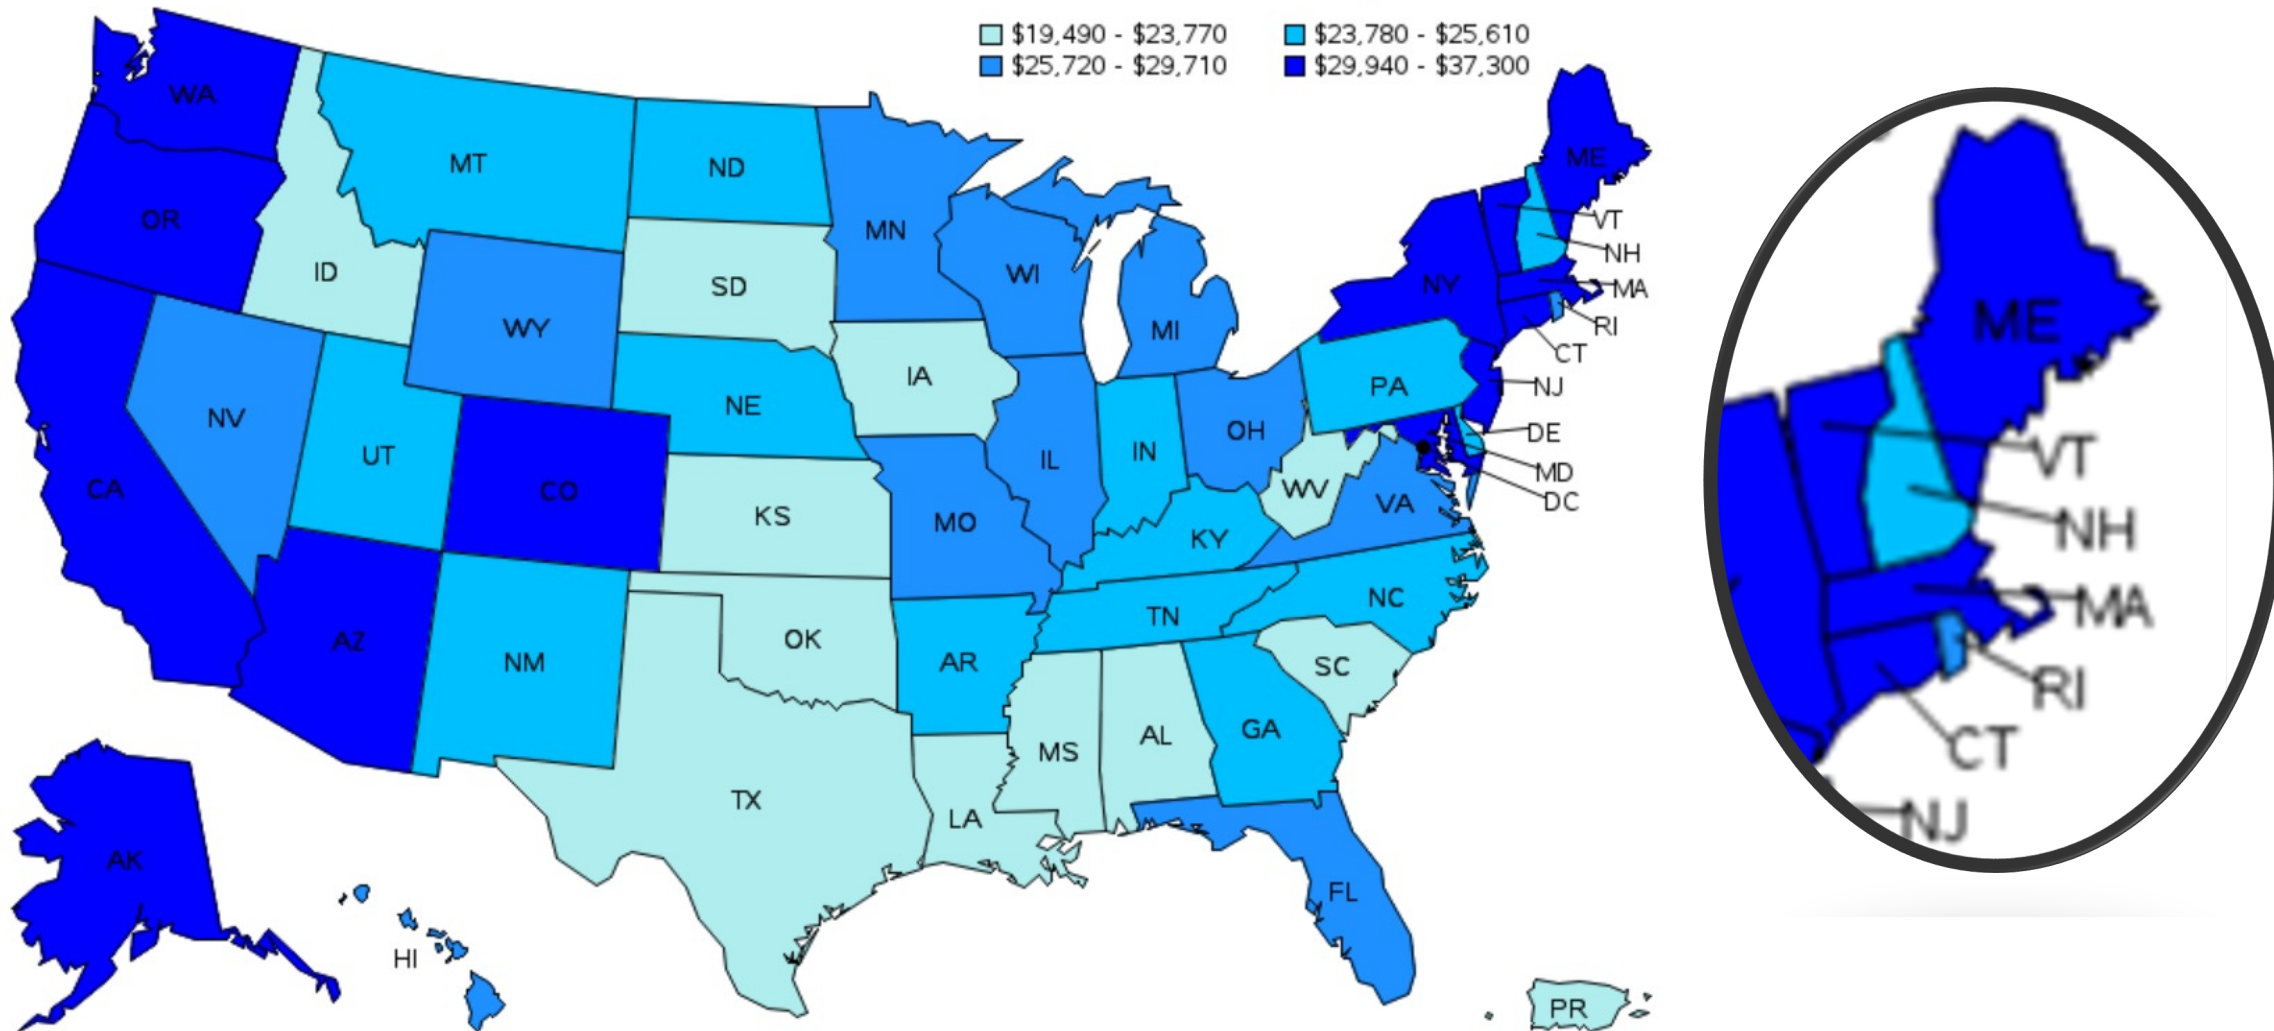 $19,490 - $23,770 $23,780 - $25,610
$25,720 - $29,710 $29,940 - $37,300
WA
MT
ND
ME
OR
MN
VT
ID
SD
WI
NH
NY
MA
WY
MI
RI
CT
NV
NE
IA
PA
NJ
UT
CO
IL
IN
OH
DE
CA
KS
MO
WV
VA
MD
DC
KY
AZ
NM
OK
AR
TN
NC
SC
TX
LA
MS
AL
GA
AK
FL
HI
PR
ME
VT
NH
MA
RI
CT
NJ